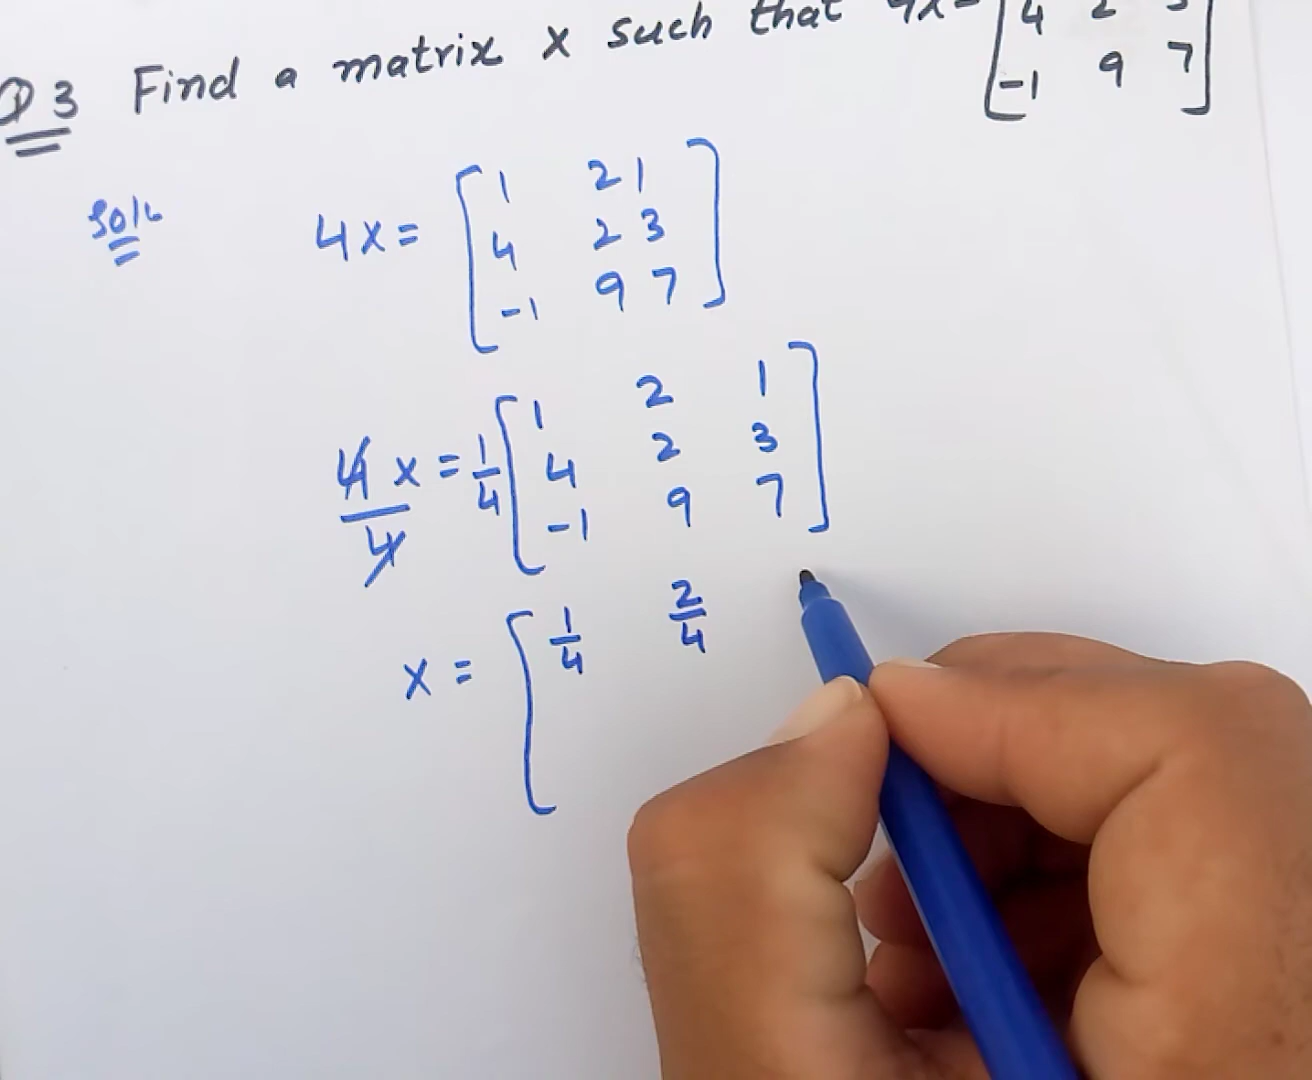 Q3 Find a matrix x such that 4x=
4 2 3
-1 9 7
Soln
4x = [ 1 2 1
4 2 3
-1 9 7 ]
4x/4 = 1/4 [ 1 2 1
4 2 3
-1 9 7 ]
x = [ 1/4 2/4